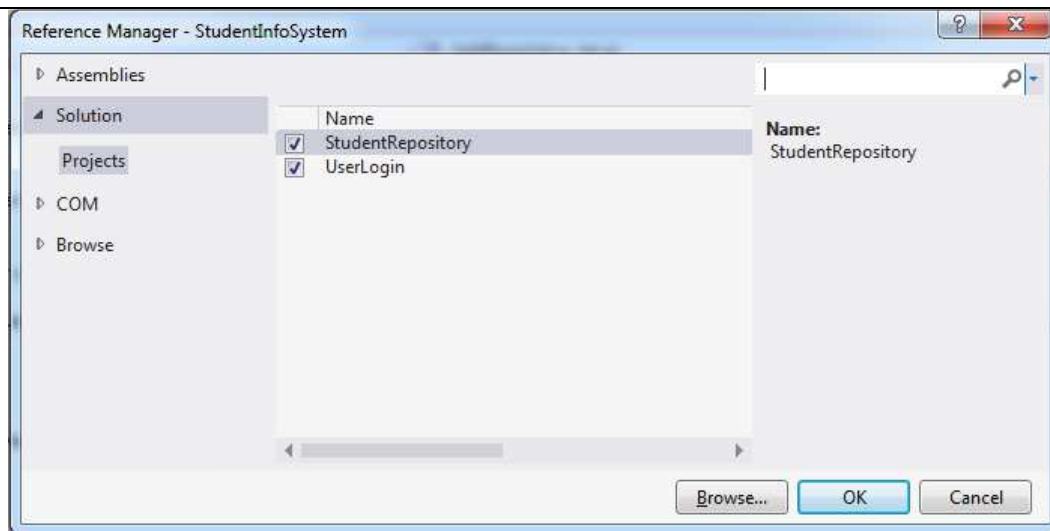 Reference Manager - StudentInfoSystem
Assemblies
Solution
Projects
COM
Browse
Name
StudentRepository
UserLogin
Name:
StudentRepository
Browse...
OK
Cancel